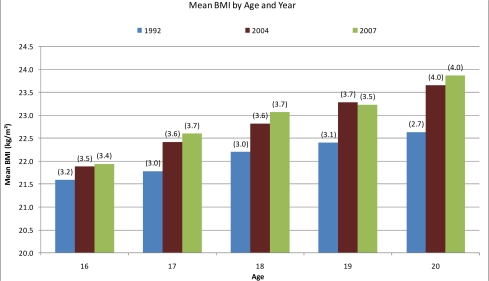 Mean BMI by Age and Year
1992 2004 2007
24.5
24.0
23.5
23.0
22.5
22.0
21.5
21.0
20.5
20.0
Mean BMI (kg/m²)
(3.2) (3.5) (3.4)
(3.0) (3.6) (3.7)
(3.0) (3.6) (3.7)
(3.1) (3.7) (3.5)
(2.7) (4.0) (4.0)
16 17 18 19 20
Age